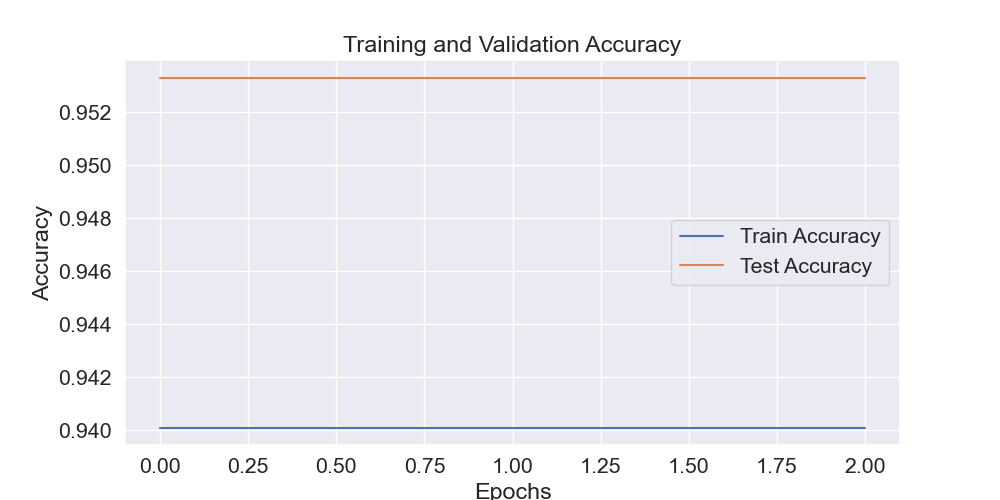 Training and Validation Accuracy
Accuracy
0.952
0.950
0.948
0.946
0.944
0.942
0.940
Train Accuracy
Test Accuracy
0.00 0.25 0.50 0.75 1.00 1.25 1.50 1.75 2.00
Epochs